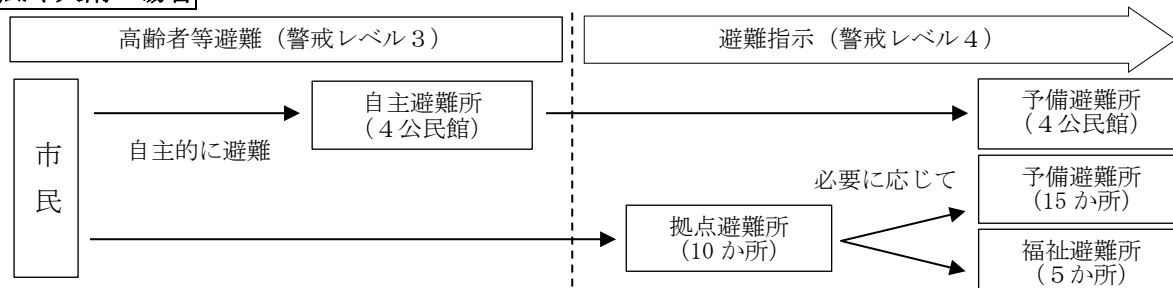 高齢者等避難（警戒レベル３）
避難指示（警戒レベル４）
市民
自主的に避難
自主避難所
（４公民館）
予備避難所
（４公民館）
必要に応じて
拠点避難所
（10 か所）
予備避難所
（15 か所）
福祉避難所
（５か所）